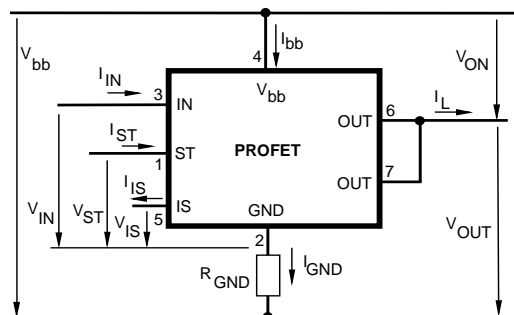 V bb
I bb
4
V bb
V ON
I IN
3
IN
I L
6
OUT
I ST
1
ST
PROFET
7
OUT
I IS
IS
5
V IN
V ST
V IS
GND
2
V OUT
R GND
I GND